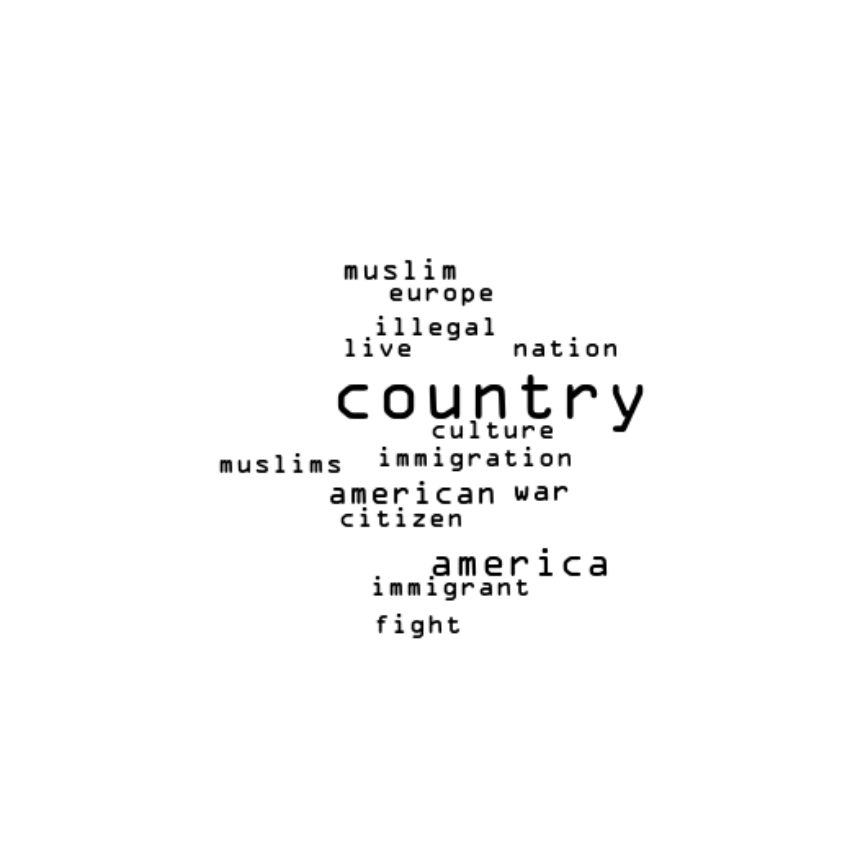 muslim
europe
illegal
live nation
country
culture
muslims immigration
american war
citizen
america
immigrant
fight